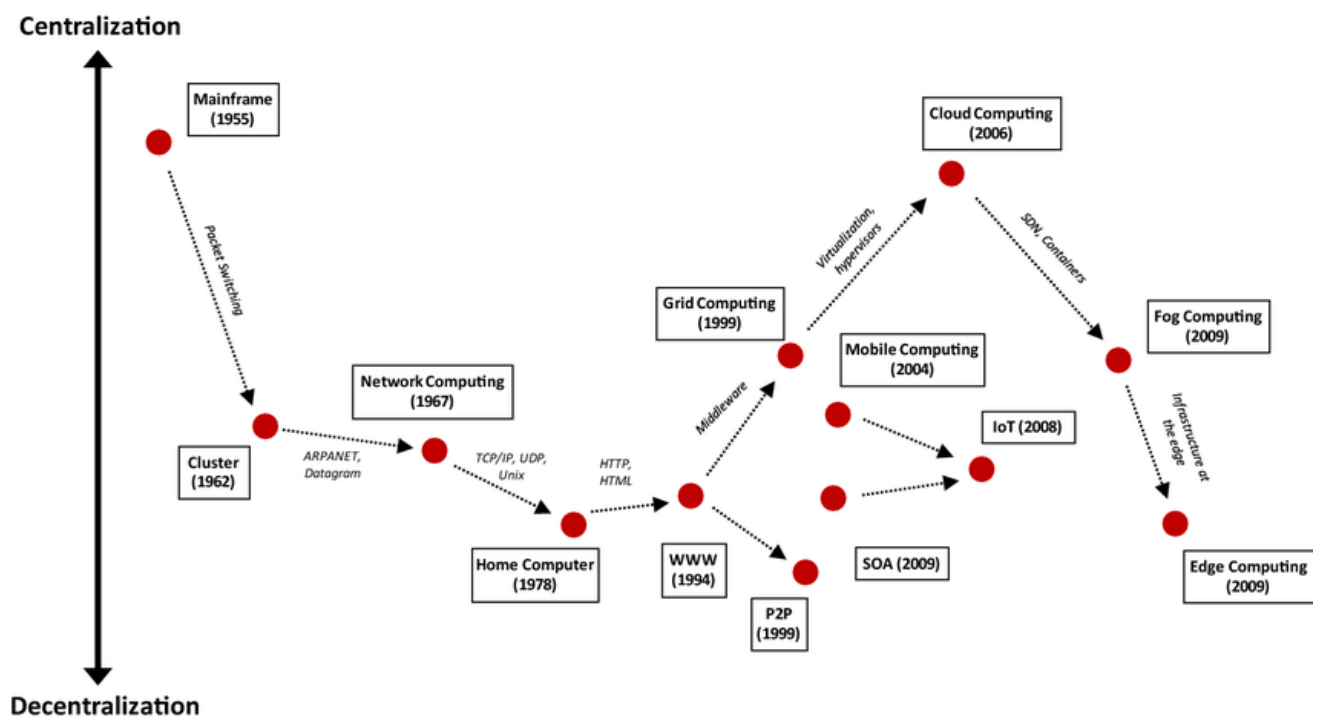 Centralization
Mainframe
(1955)
Packet Switching
Cluster
(1962)
ARPANET,
Datagram
Network Computing
(1967)
TCP/IP, UDP,
Unix
Home Computer
(1978)
HTTP,
HTML
WWW
(1994)
Middleware
P2P
(1999)
Grid Computing
(1999)
Virtualization,
hypervisors
Cloud Computing
(2006)
Mobile Computing
(2004)
SOA (2009)
IoT (2008)
SDN, Containers
Fog Computing
(2009)
Infrastructure at
the edge
Edge Computing
(2009)
Decentralization